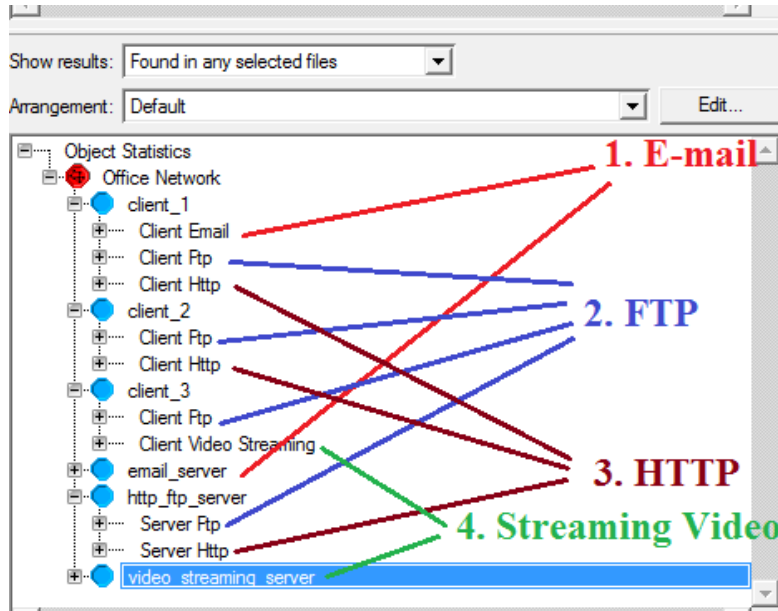 Show results: Found in any selected files
Arrangement: Default Edit...
Object Statistics
1. E-mail
Office Network
client_1
Client Email
Client Ftp
Client Http
client_2
2. FTP
Client Ftp
Client Http
client_3
Client Ftp
Client Video Streaming
email_server
3. HTTP
http_ftp_server
Server Ftp
4. Streaming Video
Server Http
video_streaming_server